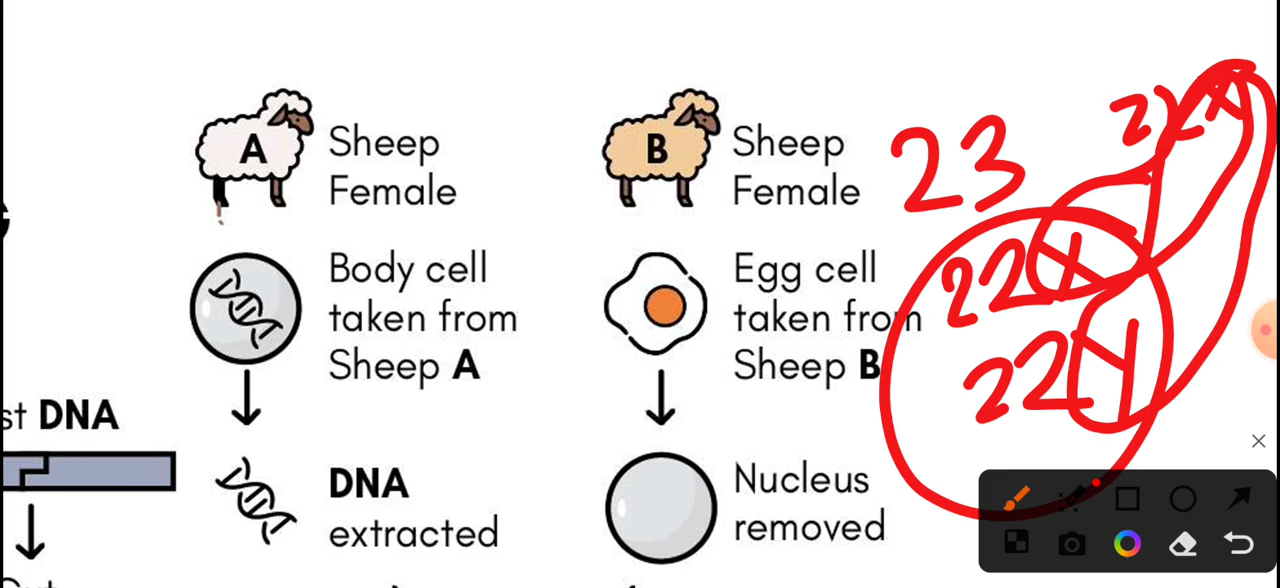 A
Sheep
Female
B
Sheep
Female
23
22X
22X
22Y
Body cell
taken from
Sheep A
Egg cell
taken from
Sheep B
st DNA
DNA
extracted
Nucleus
removed